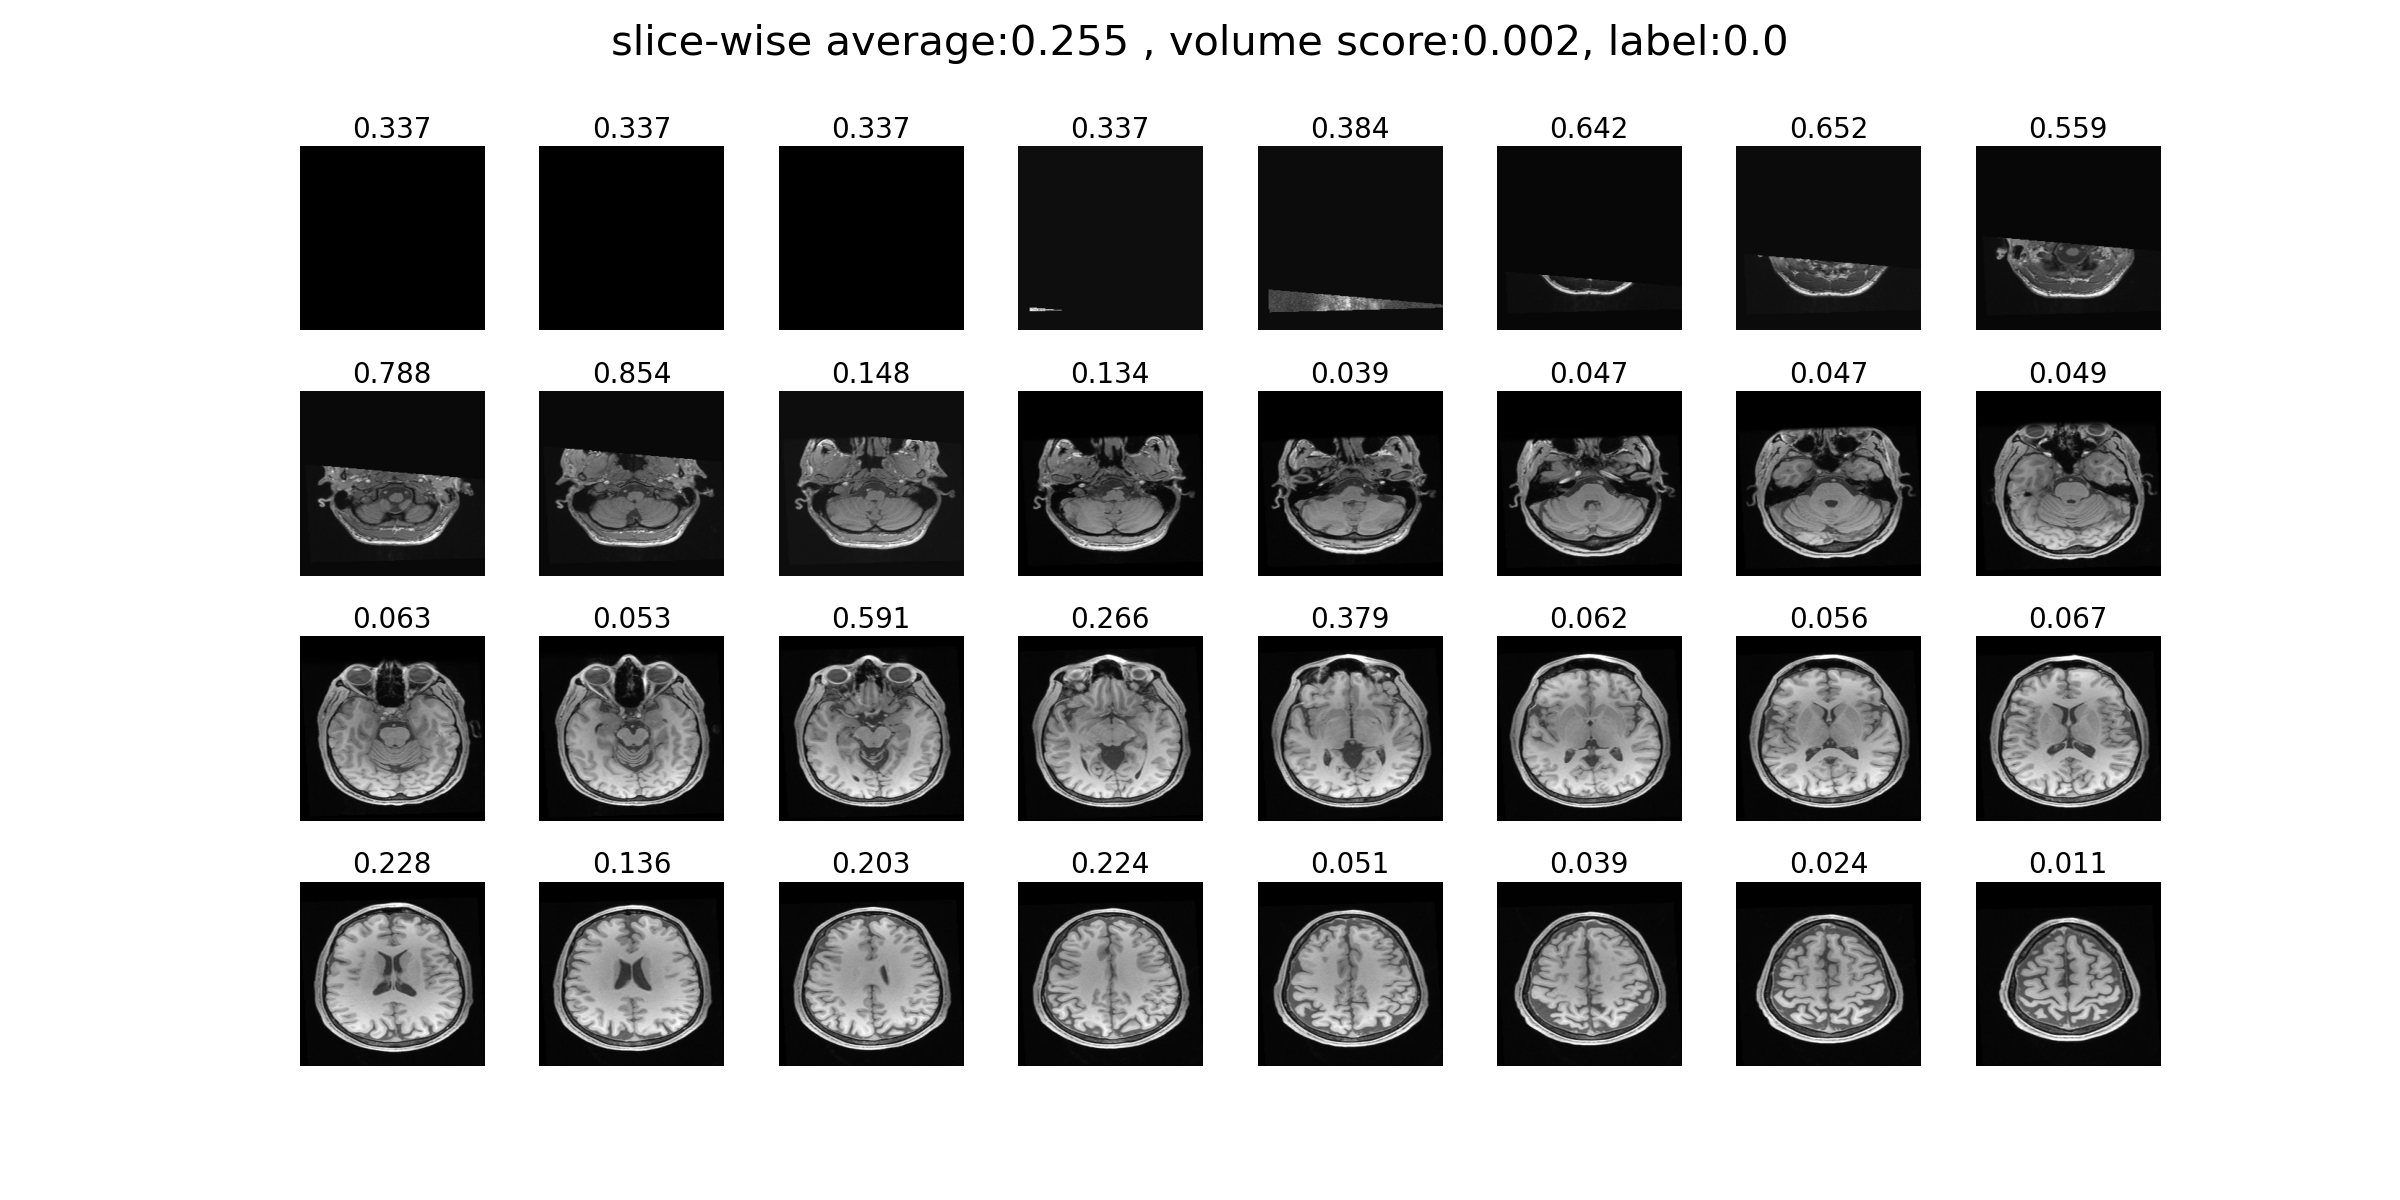 slice-wise average:0.255 , volume score:0.002, label:0.0
0.337 0.337 0.337 0.337 0.384 0.642 0.652 0.559
0.788 0.854 0.148 0.134 0.039 0.047 0.047 0.049
0.063 0.053 0.591 0.266 0.379 0.062 0.056 0.067
0.228 0.136 0.203 0.224 0.051 0.039 0.024 0.011